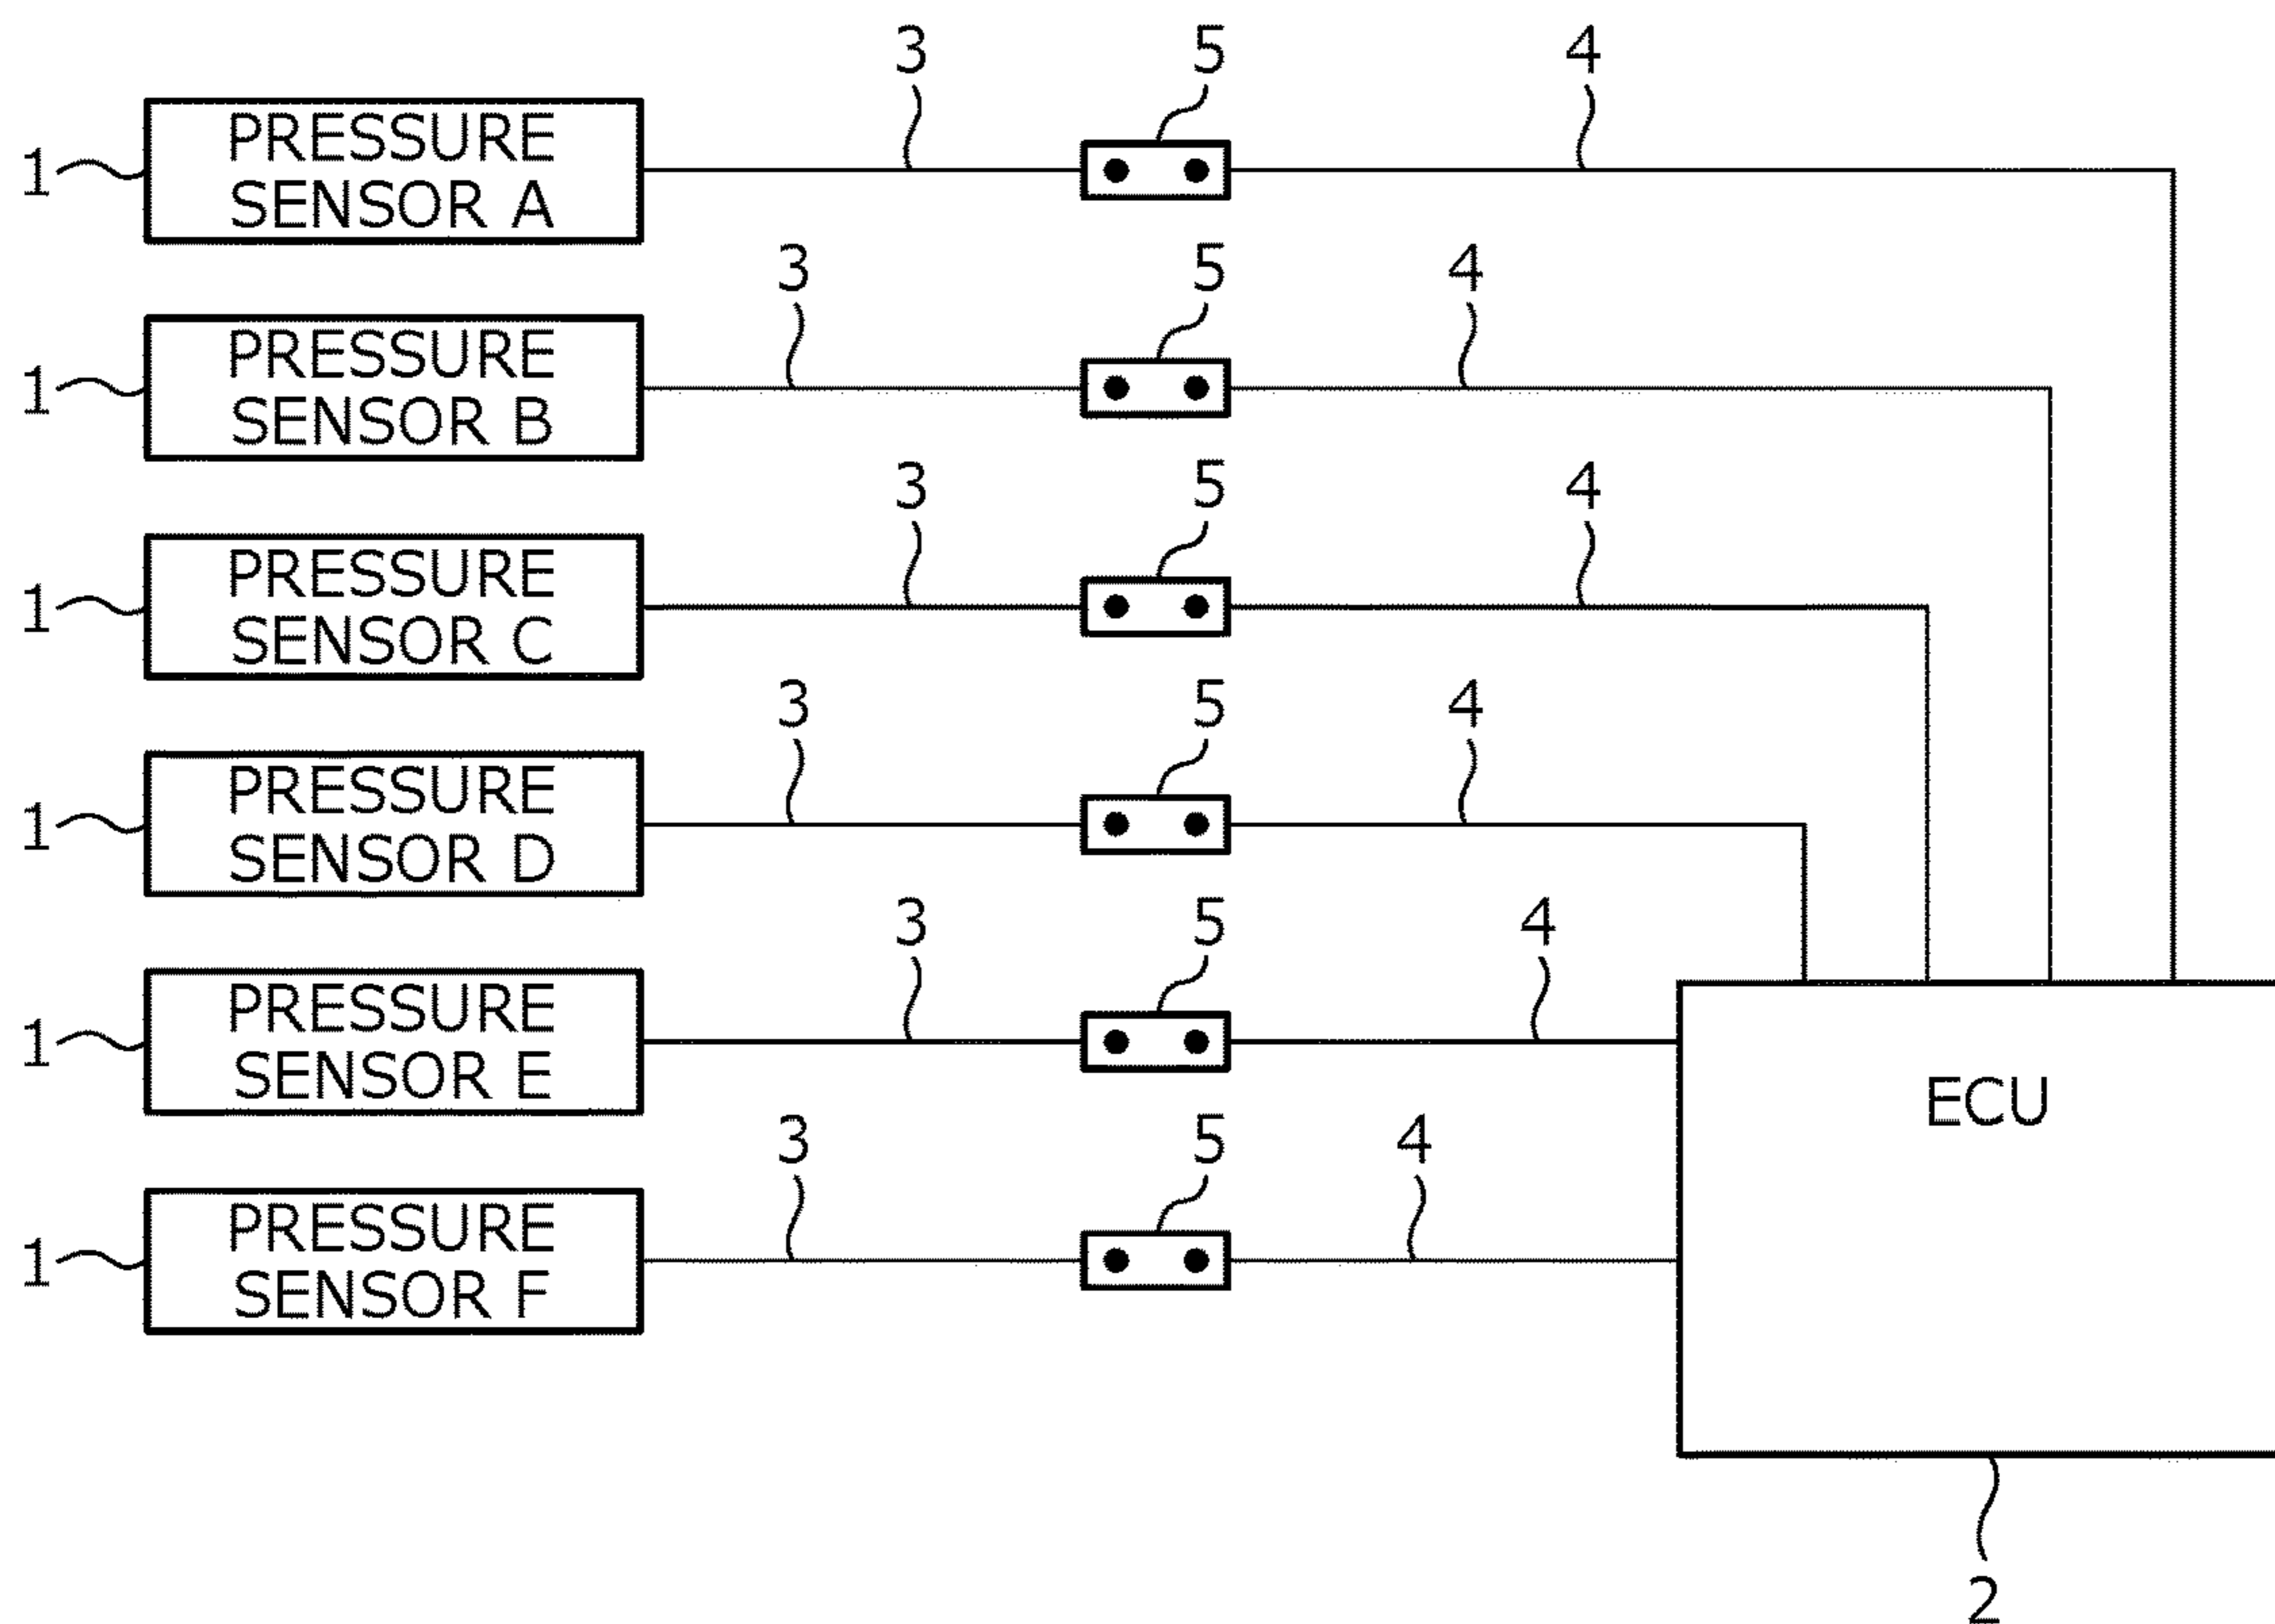 3 5 4
1 PRESSURE
SENSOR A
3 5 4
1 PRESSURE
SENSOR B
3 5 4
1 PRESSURE
SENSOR C
3 5 4
1 PRESSURE
SENSOR D
3 5 4
1 PRESSURE
SENSOR E
ECU
3 5 4
1 PRESSURE
SENSOR F
2